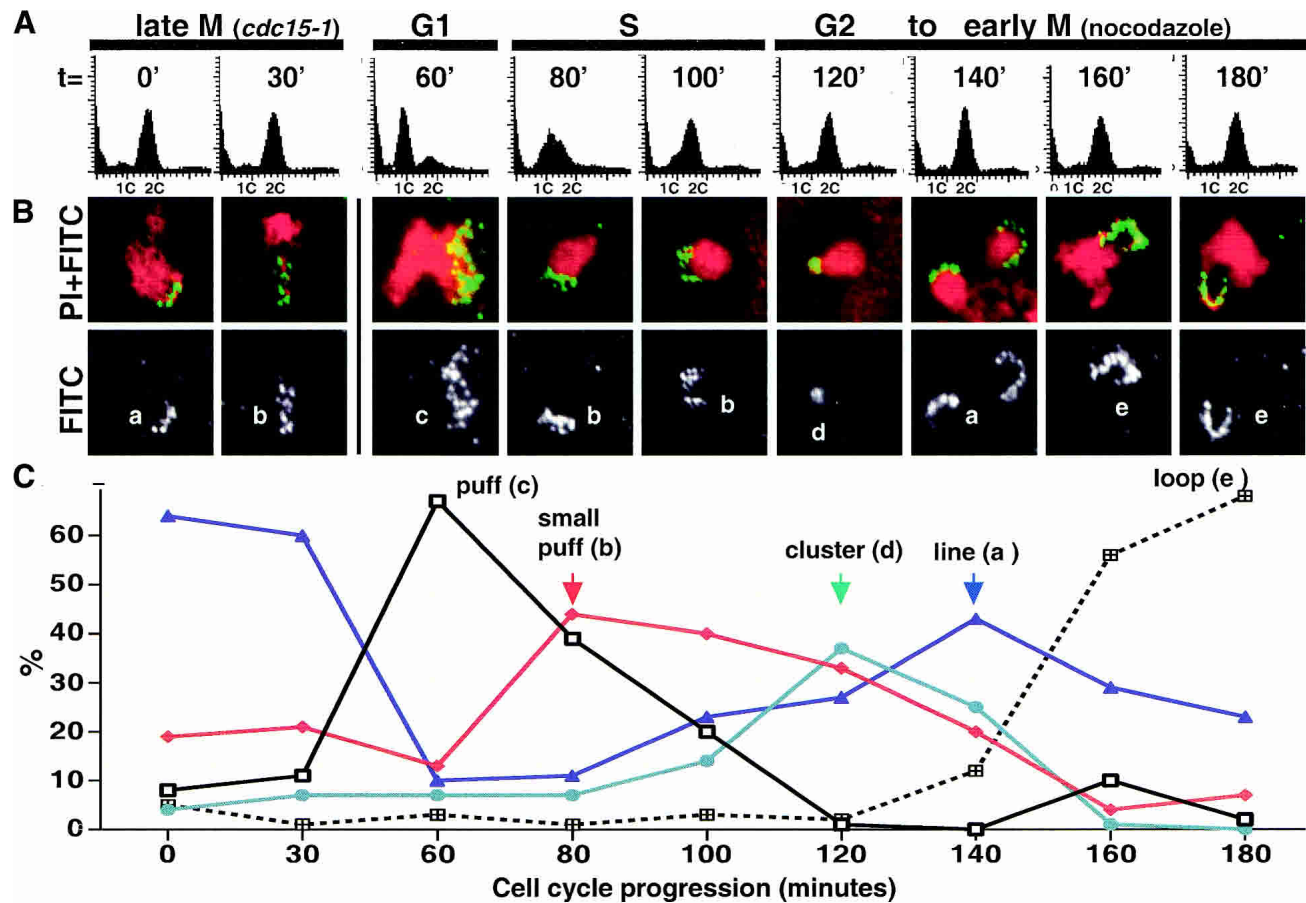 A late M (cdc15-1) G1 S G2 to early M (nocodazole)
t= 0' 30' 60' 80' 100' 120' 140' 160' 180'
1C 2C 1C 2C 1C 2C 1C 2C 1C 2C 1C 2C 1C 2C 0 1C 2C 1C 2C
B PI+FITC
FITC a b c b b d a e e
C
puff (c) loop (e )
small
puff (b) cluster (d) line (a )
60
50
40
30
20
10
0
%
0 30 60 80 100 120 140 160 180
Cell cycle progression (minutes)